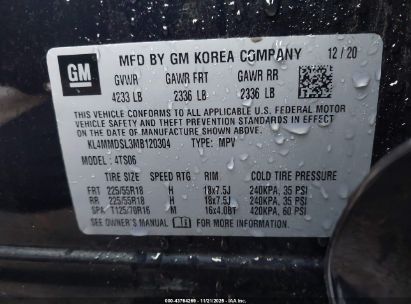 GM
MFD BY GM KOREA COMPANY 12/20
GVWR GAWR FRT GAWR RR
4233 LB 2336 LB 2336 LB
THIS VEHICLE CONFORMS TO ALL APPLICABLE U.S. FEDERAL MOTOR
VEHICLE SAFETY AND THEFT PREVENTION STANDARDS IN EFFECT ON
THE DATE OF MANUFACTURE SHOWN ABOVE.
KL4MMDSL3MB120304 TYPE: MPV
MODEL: 4TS06
TIRE SIZE SPEED RTG RIM COLD TIRE PRESSURE
FRT 225/55R18 H 18x7.5J 240KPA, 35 PSI
RR 225/55R18 H 18x7.5J 240KPA, 35 PSI
SPA T125/70R16 M 16x4.0BT 420KPA, 60 PSI
SEE OWNER'S MANUAL FOR ADDITIONAL INFORMATION